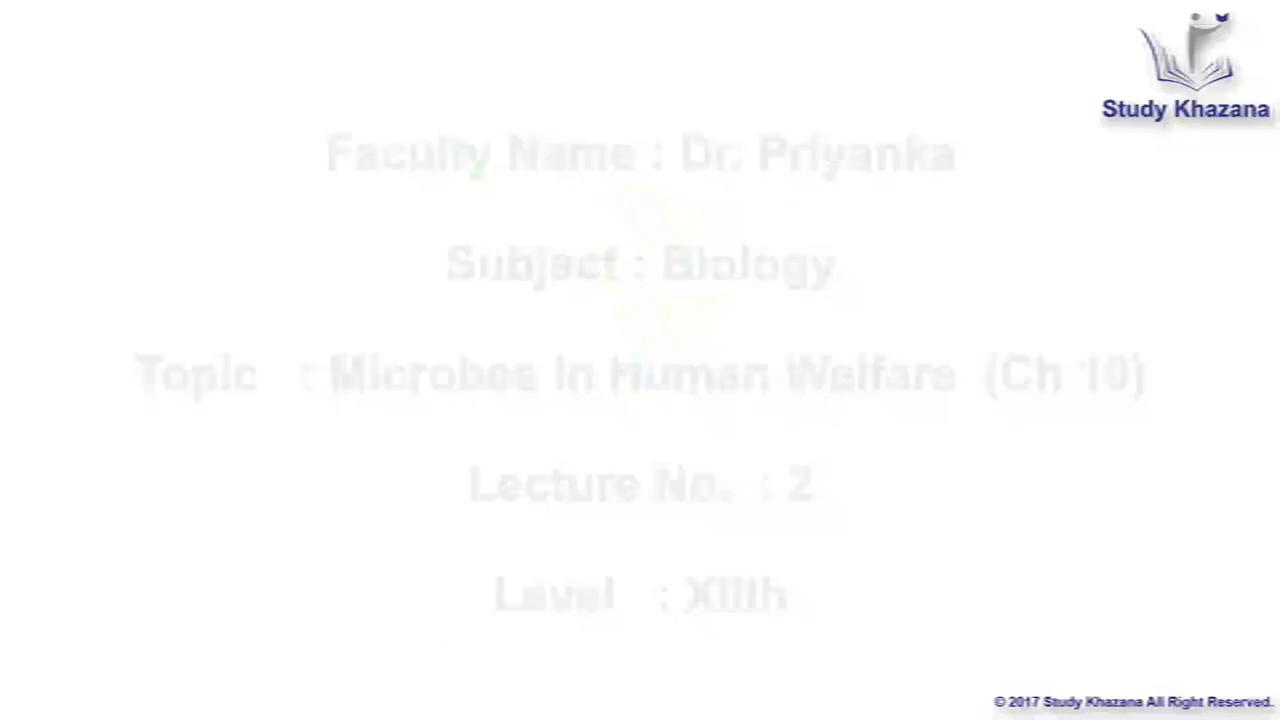 Study Khazana
Faculty Name : Dr. Priyanka
Subject : Biology
Topic : Microbes in Human Welfare (Ch 10)
Lecture No. : 2
Level : XIIth
© 2017 Study Khazana All Right Reserved.